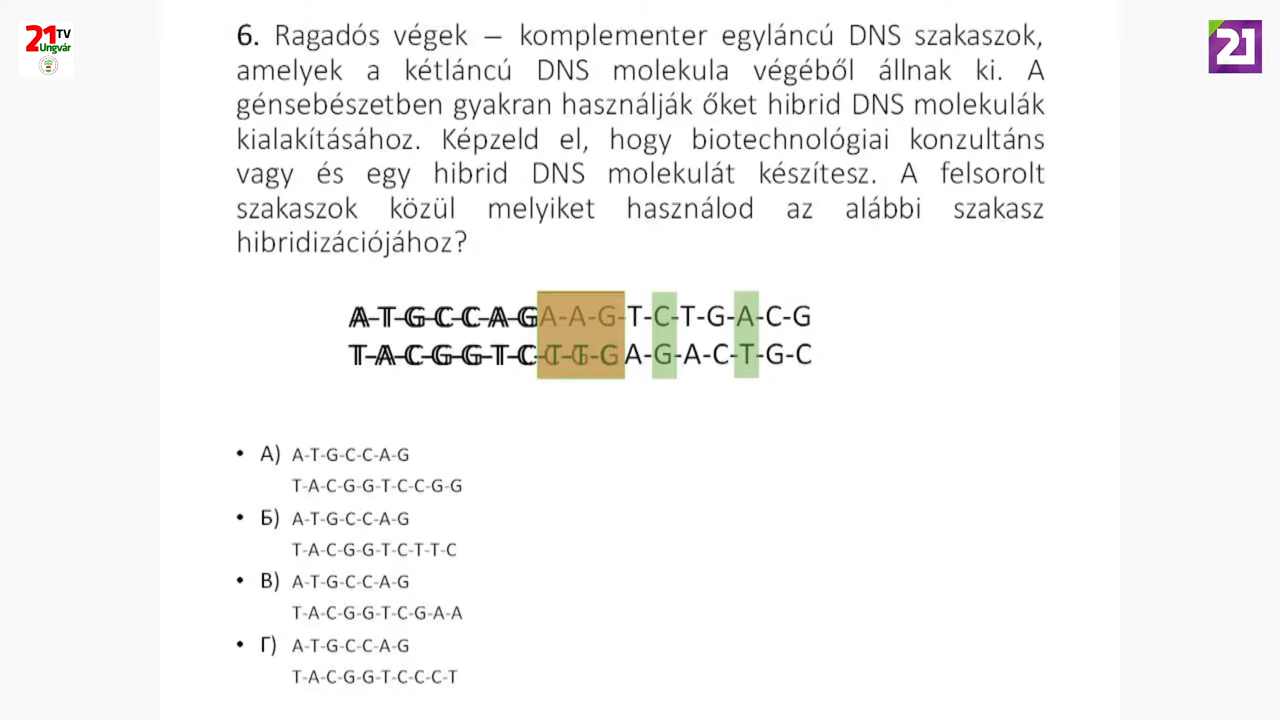 21 TV
Ungvár
21
6. Ragadós végek – komplementer egyláncú DNS szakaszok,
amelyek a kétláncú DNS molekula végéből állnak ki. A
génsebészetben gyakran használják őket hibrid DNS molekulák
kialakításához. Képzeld el, hogy biotechnológiai konzultáns
vagy és egy hibrid DNS molekulát készítesz. A felsorolt
szakaszok közül melyiket használod az alábbi szakasz
hibridizációjához?
A-T-G-C-C-A-GA-A-G-T-C-T-G-A-C-G
T-A-C-G-G-T-C-A-G-A-C-T-G-C
• А) A-T-G-C-C-A-G
T-A-C-G-G-T-C-C-G-G
• Б) A-T-G-C-C-A-G
T-A-C-G-G-T-C-T-T-C
• В) A-T-G-C-C-A-G
T-A-C-G-G-T-C-G-A-A
• Г) A-T-G-C-C-A-G
T-A-C-G-G-T-C-C-C-T